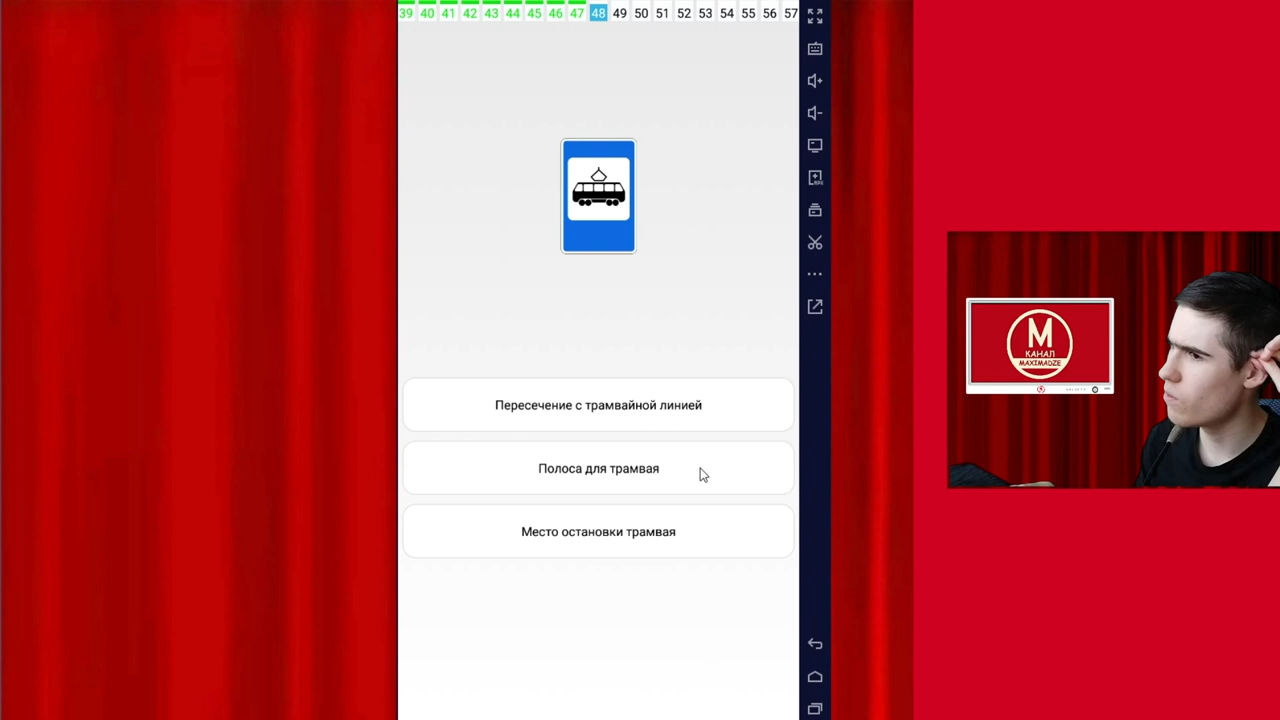 39 40 41 42 43 44 45 46 47 48 49 50 51 52 53 54 55 56 57
Пересечение с трамвайной линией
Полоса для трамвая
Место остановки трамвая
М
КАНАЛ
MAXIMADZE